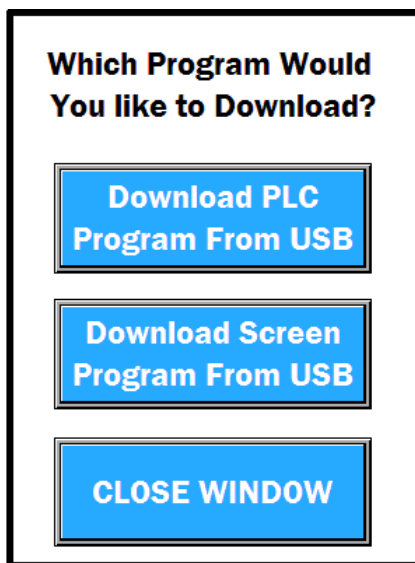 Which Program Would
You like to Download?
Download PLC
Program From USB
Download Screen
Program From USB
CLOSE WINDOW